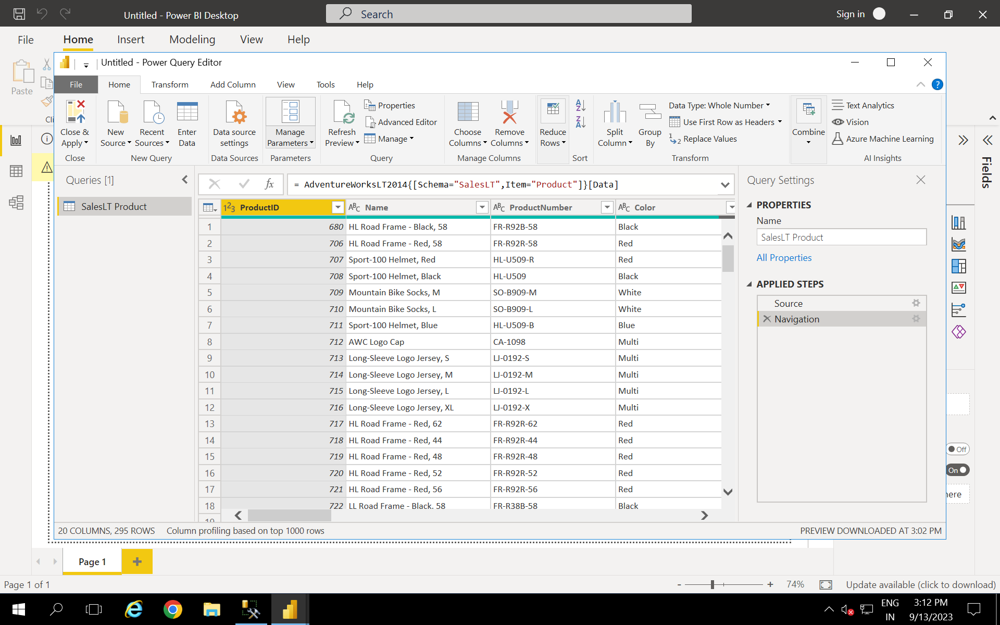 Untitled - Power BI Desktop
Search
Sign in
File Home Insert Modeling View Help
Paste
Untitled - Power Query Editor
File Home Transform Add Column View Tools Help
Close & Apply
Close
New Source
Recent Sources
Enter Data
New Query
Data source settings
Data Sources
Manage Parameters
Parameters
Refresh Preview
Properties
Advanced Editor
Manage
Query
Choose Columns
Remove Columns
Manage Columns
Reduce Rows
Sort
Split Column
Group By
Data Type: Whole Number
Use First Row as Headers
Replace Values
Transform
Combine
Text Analytics
Vision
Azure Machine Learning
AI Insights
Fields
Queries [1]
SalesLT Product
fx = AdventureWorksLT2014{[Schema="SalesLT",Item="Product"]}[Data]
ProductID Name ProductNumber Color
1 680 HL Road Frame - Black, 58 FR-R92B-58 Black
2 706 HL Road Frame - Red, 58 FR-R92R-58 Red
3 707 Sport-100 Helmet, Red HL-U509-R Red
4 708 Sport-100 Helmet, Black HL-U509 Black
5 709 Mountain Bike Socks, M SO-B909-M White
6 710 Mountain Bike Socks, L SO-B909-L White
7 711 Sport-100 Helmet, Blue HL-U509-B Blue
8 712 AWC Logo Cap CA-1098 Multi
9 713 Long-Sleeve Logo Jersey, S LJ-0192-S Multi
10 714 Long-Sleeve Logo Jersey, M LJ-0192-M Multi
11 715 Long-Sleeve Logo Jersey, L LJ-0192-L Multi
12 716 Long-Sleeve Logo Jersey, XL LJ-0192-X Multi
13 717 HL Road Frame - Red, 62 FR-R92R-62 Red
14 718 HL Road Frame - Red, 44 FR-R92R-44 Red
15 719 HL Road Frame - Red, 48 FR-R92R-48 Red
16 720 HL Road Frame - Red, 52 FR-R92R-52 Red
17 721 HL Road Frame - Red, 56 FR-R92R-56 Red
18 722 LL Road Frame - Black, 58 FR-R38B-58 Black
19
Query Settings
PROPERTIES
Name
SalesLT Product
All Properties
APPLIED STEPS
Source
Navigation
Off
On
here
20 COLUMNS, 295 ROWS Column profiling based on top 1000 rows
PREVIEW DOWNLOADED AT 3:02 PM
Page 1
Page 1 of 1
- + 74%
Update available (click to download)
ENG
IN
3:12 PM
9/13/2023